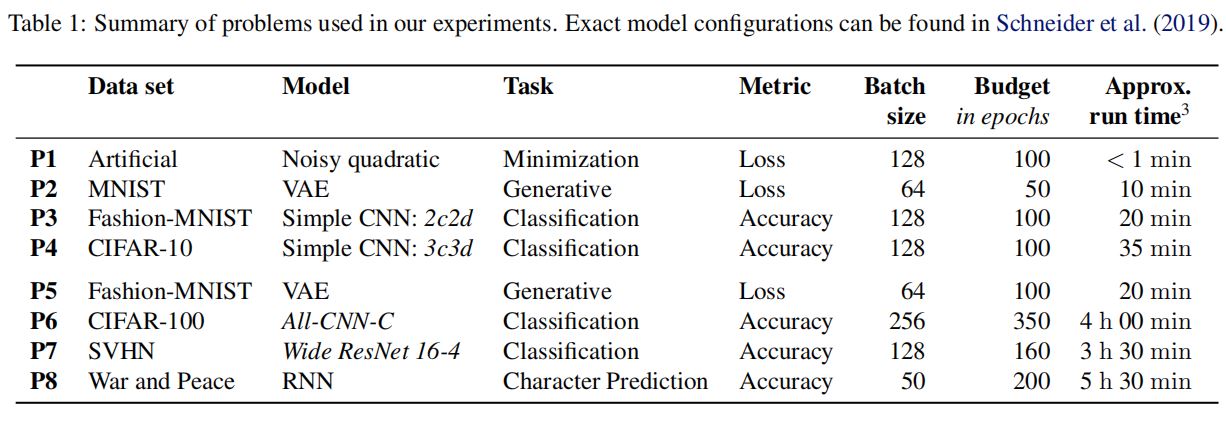 Table 1: Summary of problems used in our experiments. Exact model configurations can be found in Schneider et al. (2019).
Data set Model Task Metric Batch size Budget in epochs Approx. run time3
P1 Artificial Noisy quadratic Minimization Loss 128 100 < 1 min
P2 MNIST VAE Generative Loss 64 50 10 min
P3 Fashion-MNIST Simple CNN: 2c2d Classification Accuracy 128 100 20 min
P4 CIFAR-10 Simple CNN: 3c3d Classification Accuracy 128 100 35 min
P5 Fashion-MNIST VAE Generative Loss 64 100 20 min
P6 CIFAR-100 All-CNN-C Classification Accuracy 256 350 4 h 00 min
P7 SVHN Wide ResNet 16-4 Classification Accuracy 128 160 3 h 30 min
P8 War and Peace RNN Character Prediction Accuracy 50 200 5 h 30 min